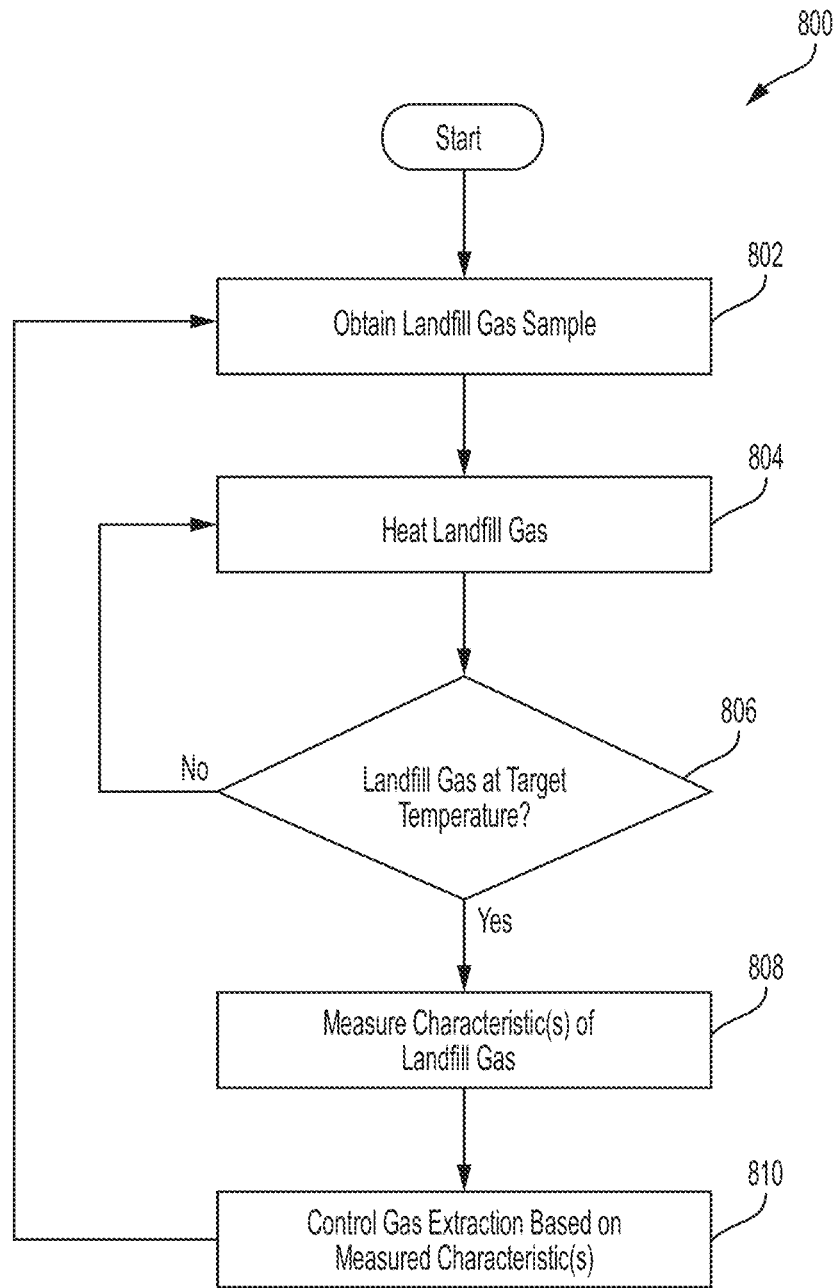 800
Start
802
Obtain Landfill Gas Sample
804
Heat Landfill Gas
806
No
Landfill Gas at Target
Temperature?
Yes
808
Measure Characteristic(s) of
Landfill Gas
810
Control Gas Extraction Based on
Measured Characteristic(s)